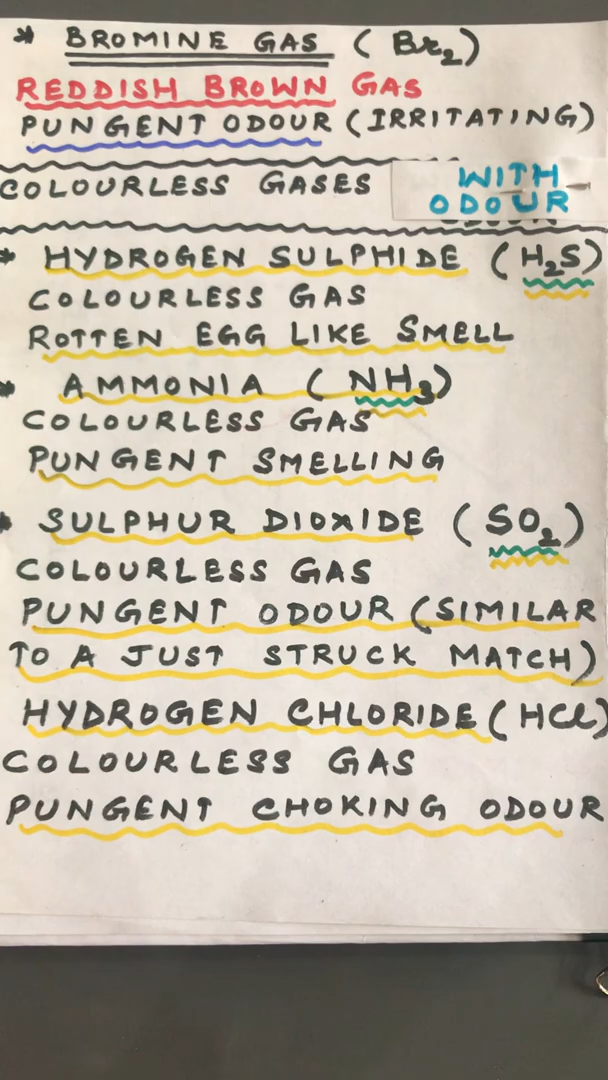 * BROMINE GAS (Br₂)
REDDISH BROWN GAS
PUNGENT ODOUR (IRRITATING)
COLOURLESS GASES WITH ODOUR
* HYDROGEN SULPHIDE (H₂S)
COLOURLESS GAS
ROTTEN EGG LIKE SMELL
* AMMONIA (NH₃)
COLOURLESS GAS
PUNGENT SMELLING
* SULPHUR DIOXIDE (SO₂)
COLOURLESS GAS
PUNGENT ODOUR (SIMILAR
TO A JUST STRUCK MATCH)
HYDROGEN CHLORIDE (HCl)
COLOURLESS GAS
PUNGENT CHOKING ODOUR